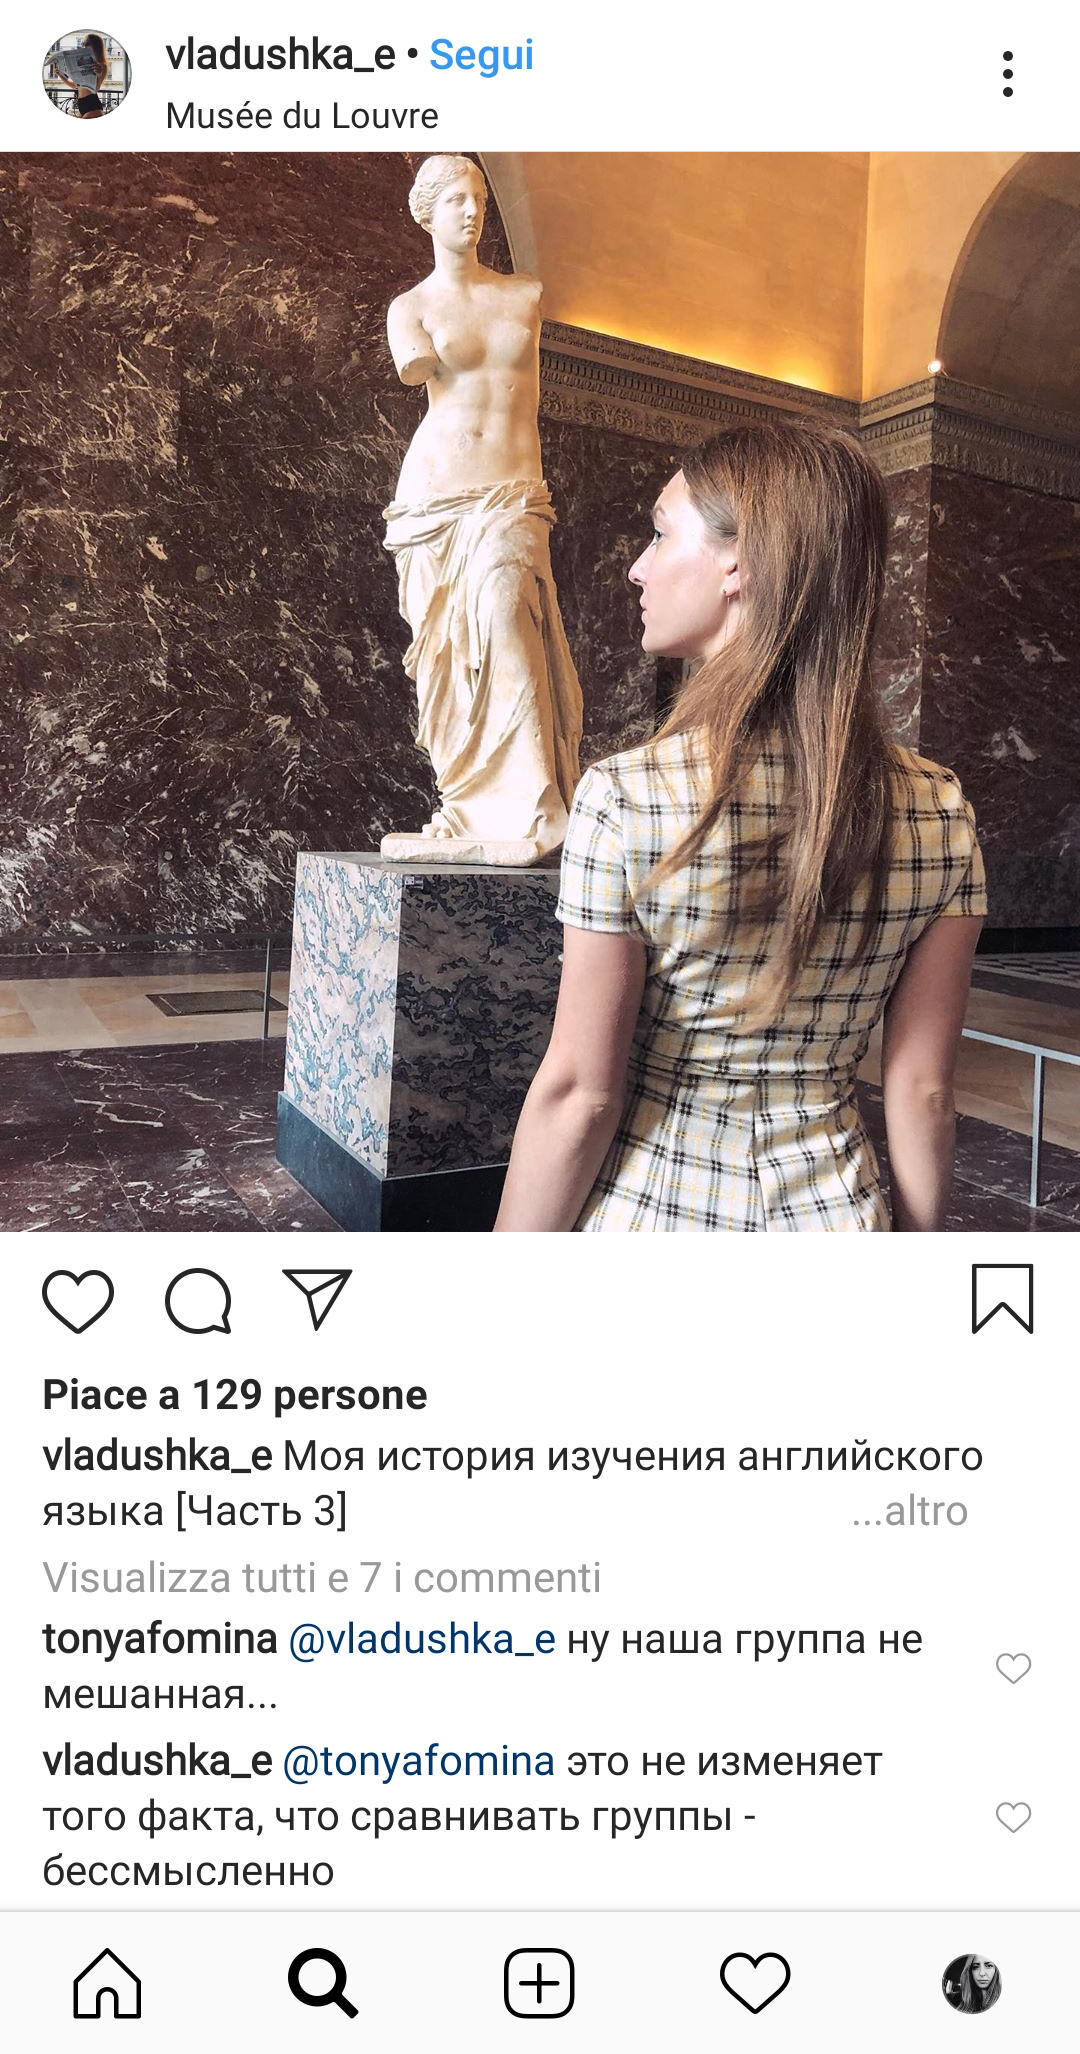 vladushka_e • Segui
Musée du Louvre
Piace a 129 persone
vladushka_e Моя история изучения английского
языка [Часть 3] ...altro
Visualizza tutti e 7 i commenti
tonyafomina @vladushka_e ну наша группа не
мешанная...
vladushka_e @tonyafomina это не изменяет
того факта, что сравнивать группы -
бессмысленно